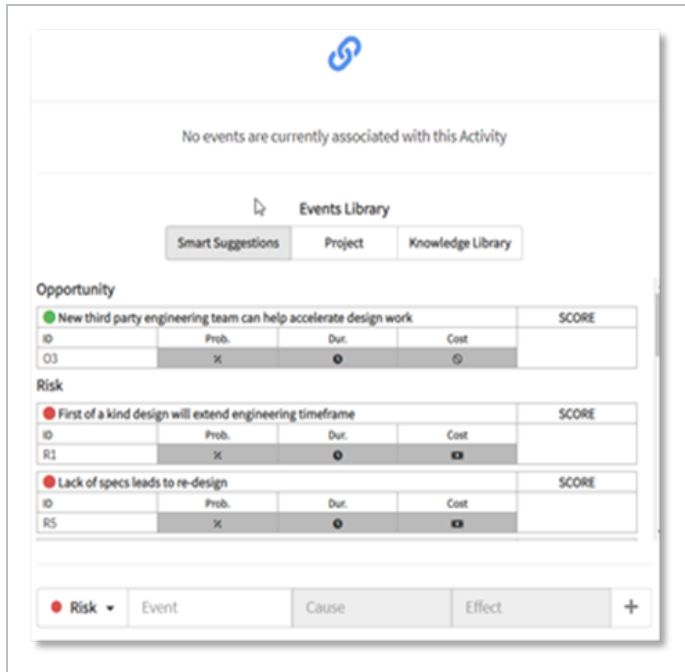 No events are currently associated with this Activity
Events Library
Smart Suggestions Project Knowledge Library
Opportunity
New third party engineering team can help accelerate design work SCORE
ID Prob. Dur. Cost
O3 %
Risk
First of a kind design will extend engineering timeframe SCORE
ID Prob. Dur. Cost
R1 %
Lack of specs leads to re-design SCORE
ID Prob. Dur. Cost
R5 %
Risk Event Cause Effect +